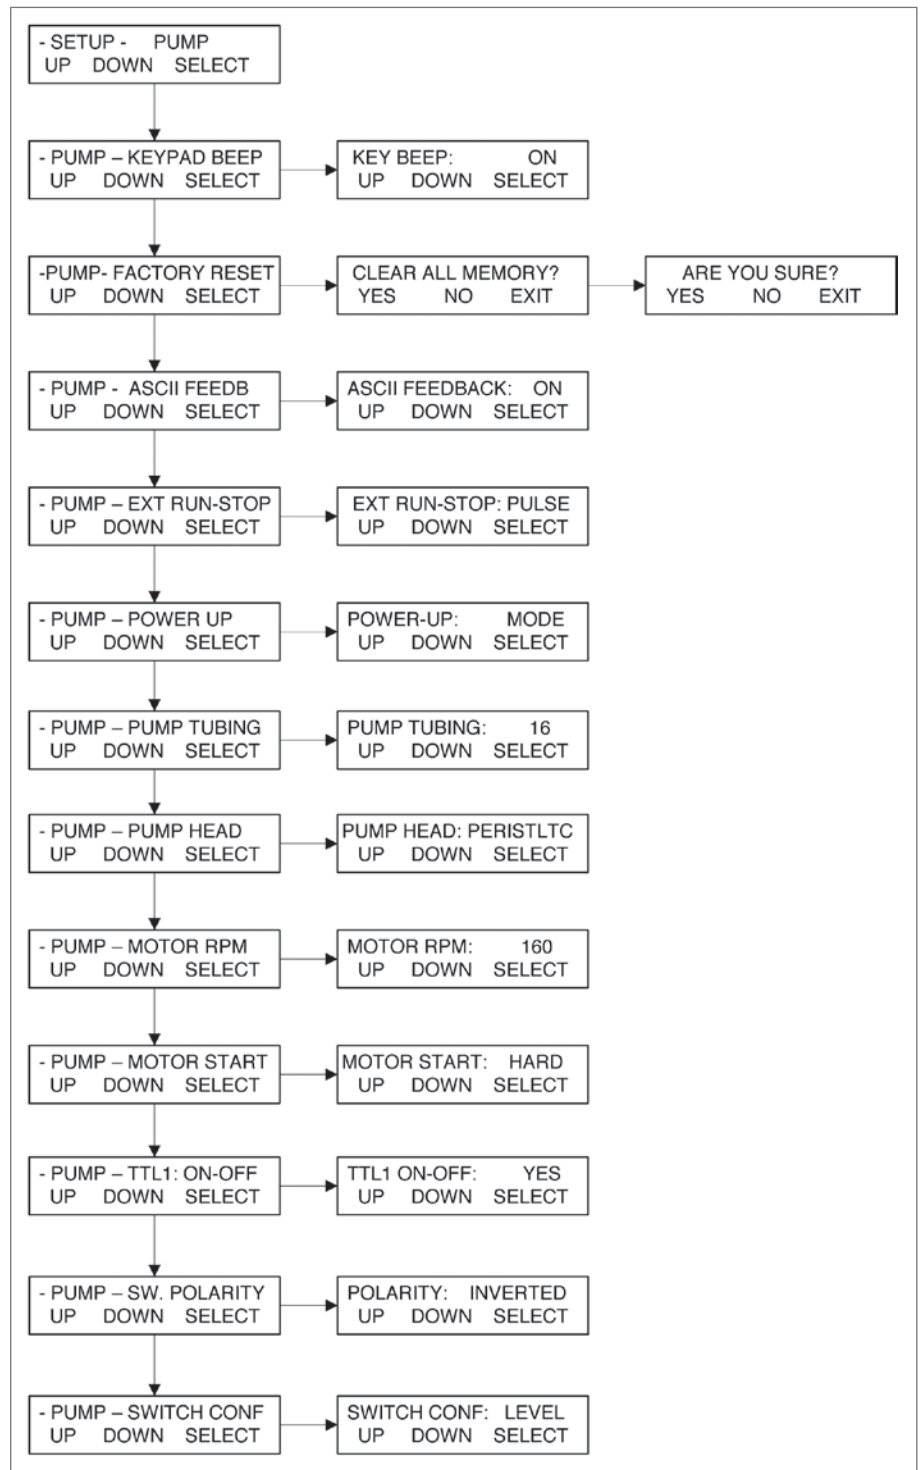 - SETUP - PUMP
UP DOWN SELECT
- PUMP – KEYPAD BEEP
UP DOWN SELECT
KEY BEEP: ON
UP DOWN SELECT
-PUMP- FACTORY RESET
UP DOWN SELECT
CLEAR ALL MEMORY?
YES NO EXIT
ARE YOU SURE?
YES NO EXIT
- PUMP - ASCII FEEDB
UP DOWN SELECT
ASCII FEEDBACK: ON
UP DOWN SELECT
- PUMP – EXT RUN-STOP
UP DOWN SELECT
EXT RUN-STOP: PULSE
UP DOWN SELECT
- PUMP – POWER UP
UP DOWN SELECT
POWER-UP: MODE
UP DOWN SELECT
- PUMP – PUMP TUBING
UP DOWN SELECT
PUMP TUBING: 16
UP DOWN SELECT
- PUMP – PUMP HEAD
UP DOWN SELECT
PUMP HEAD: PERISTLTC
UP DOWN SELECT
- PUMP – MOTOR RPM
UP DOWN SELECT
MOTOR RPM: 160
UP DOWN SELECT
- PUMP – MOTOR START
UP DOWN SELECT
MOTOR START: HARD
UP DOWN SELECT
- PUMP – TTL1: ON-OFF
UP DOWN SELECT
TTL1 ON-OFF: YES
UP DOWN SELECT
- PUMP – SW. POLARITY
UP DOWN SELECT
POLARITY: INVERTED
UP DOWN SELECT
- PUMP – SWITCH CONF
UP DOWN SELECT
SWITCH CONF: LEVEL
UP DOWN SELECT